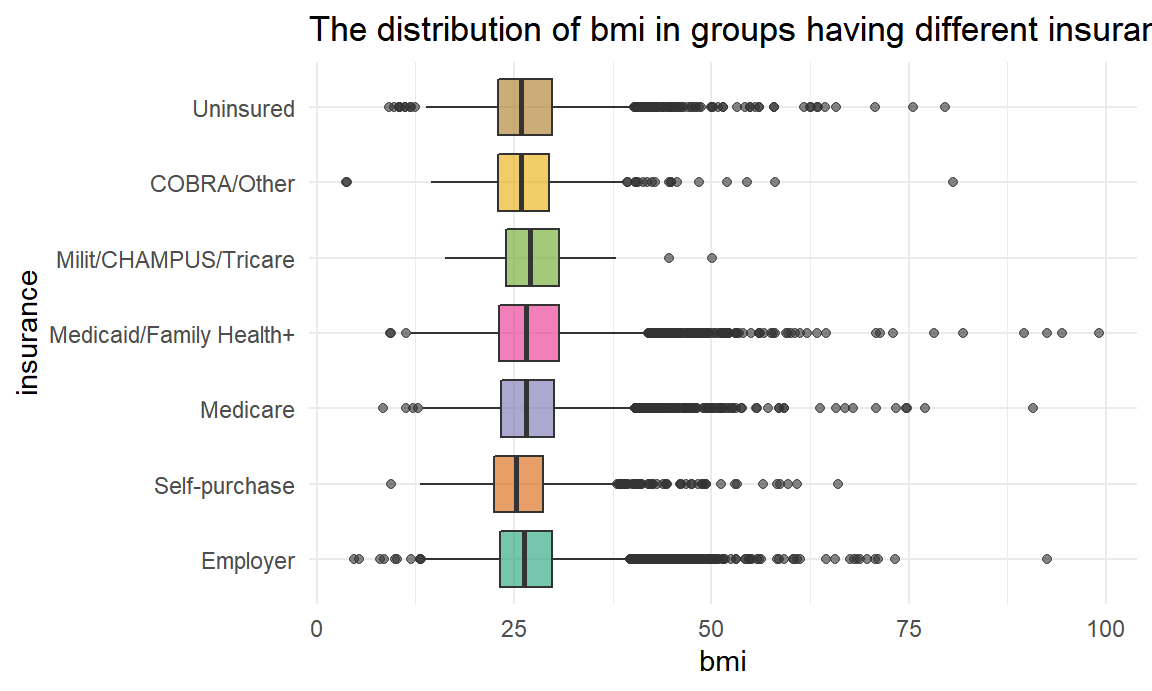 The distribution of bmi in groups having different insurar
insurance
Uninsured
COBRA/Other
Milit/CHAMPUS/Tricare
Medicaid/Family Health+
Medicare
Self-purchase
Employer
0 25 50 75 100
bmi